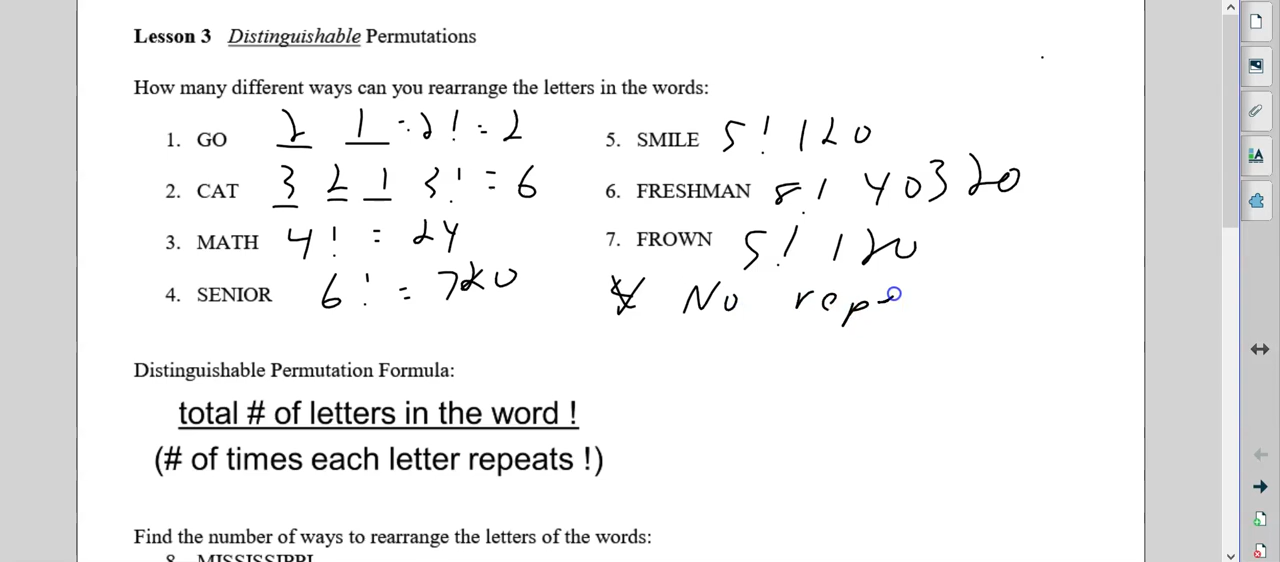 Lesson 3 Distinguishable Permutations
How many different ways can you rearrange the letters in the words:
1. GO 2 1 = 2! = 2
2. CAT 3 2 1 3! = 6
3. MATH 4! = 24
4. SENIOR 6! = 720
5. SMILE 5! 120
6. FRESHMAN 8! 40320
7. FROWN 5! 120
* No repe
Distinguishable Permutation Formula:
total # of letters in the word !
(# of times each letter repeats !)
Find the number of ways to rearrange the letters of the words:
8. MISSISSIPPI